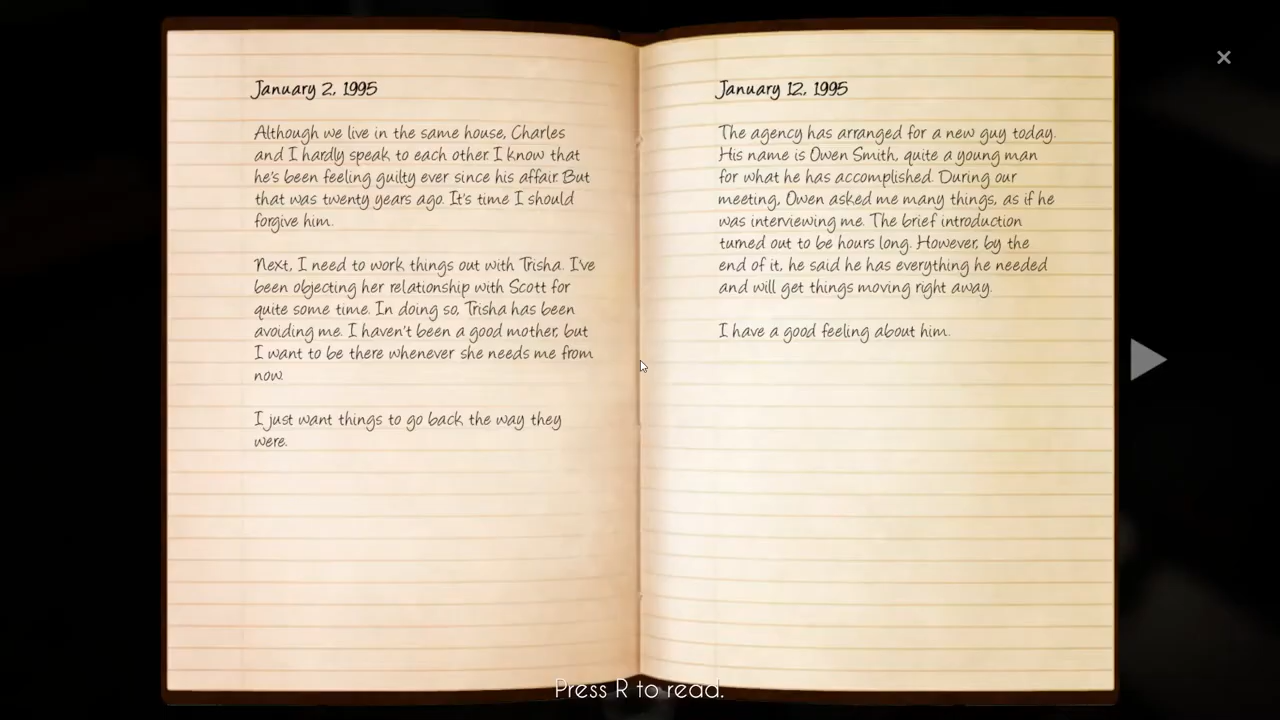 January 2, 1995
Although we live in the same house, Charles
and I hardly speak to each other. I know that
he's been feeling guilty ever since his affair. But
that was twenty years ago. It's time I should
forgive him.
Next, I need to work things out with Trisha. I've
been objecting her relationship with Scott for
quite some time. In doing so, Trisha has been
avoiding me. I haven't been a good mother, but
I want to be there whenever she needs me from
now.
I just want things to go back the way they
were.
January 12, 1995
The agency has arranged for a new guy today.
His name is Owen Smith, quite a young man
for what he has accomplished. During our
meeting, Owen asked me many things, as if he
was interviewing me. The brief introduction
turned out to be hours long. However, by the
end of it, he said he has everything he needed
and will get things moving right away.
I have a good feeling about him.
Press R to read.